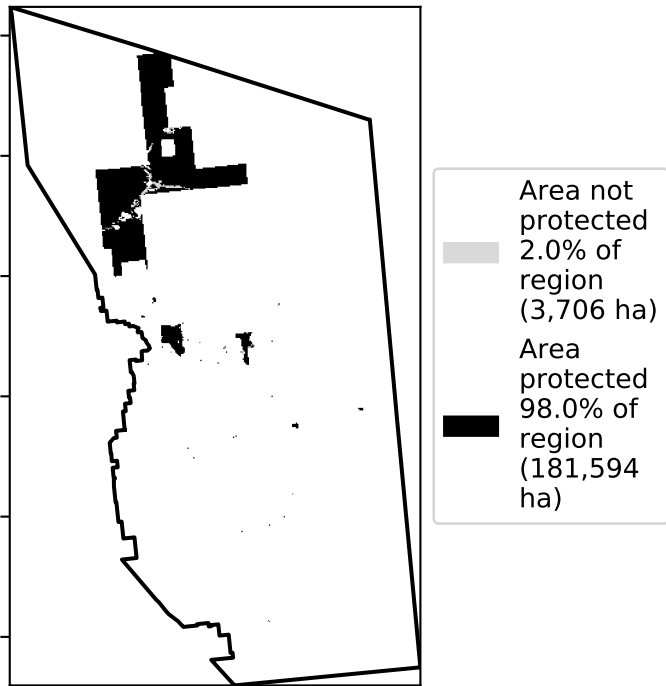 Area not
protected
2.0% of
region
(3,706 ha)
Area
protected
98.0% of
region
(181,594
ha)